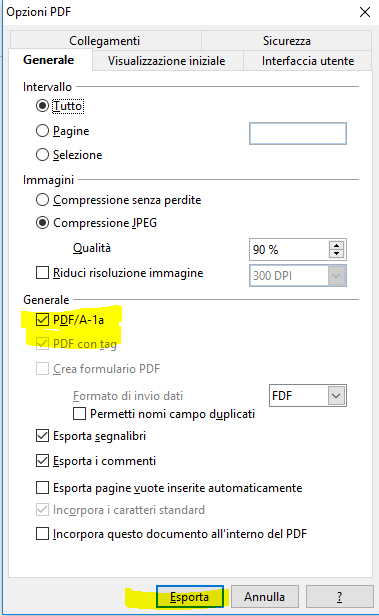 Opzioni PDF
Collegamenti
Sicurezza
Generale
Visualizzazione iniziale
Interfaccia utente
Intervallo
Tutto
Pagine
Selezione
Immagini
Compressione senza perdite
Compressione JPEG
Qualità
90 %
Riduci risoluzione immagine
300 DPI
Generale
PDF/A-1a
PDF con tag
Crea formulario PDF
Formato di invio dati
FDF
Permetti nomi campo duplicati
Esporta segnalibri
Esporta i commenti
Esporta pagine vuote inserite automaticamente
Incorpora i caratteri standard
Incorpora questo documento all'interno del PDF
Esporta
Annulla
?